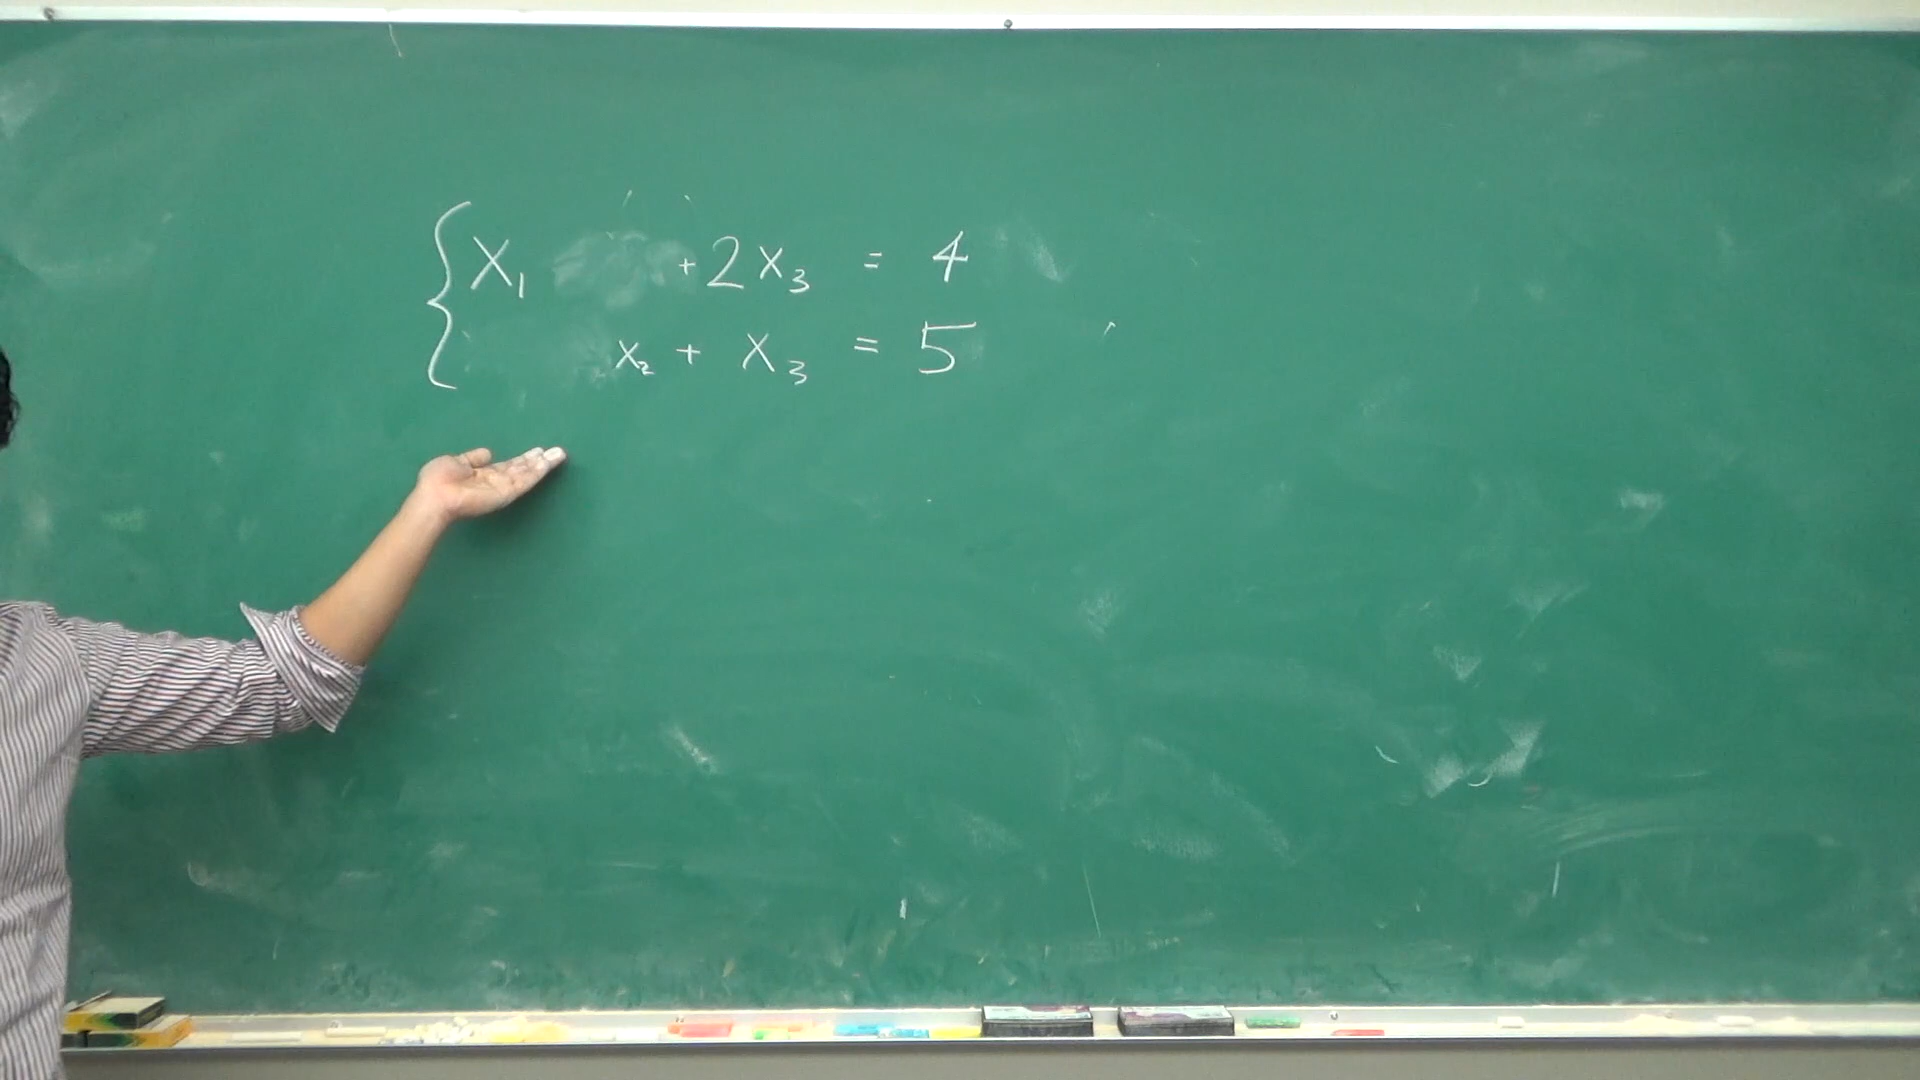 x₁ + 2x₃ = 4
x₂ + x₃ = 5